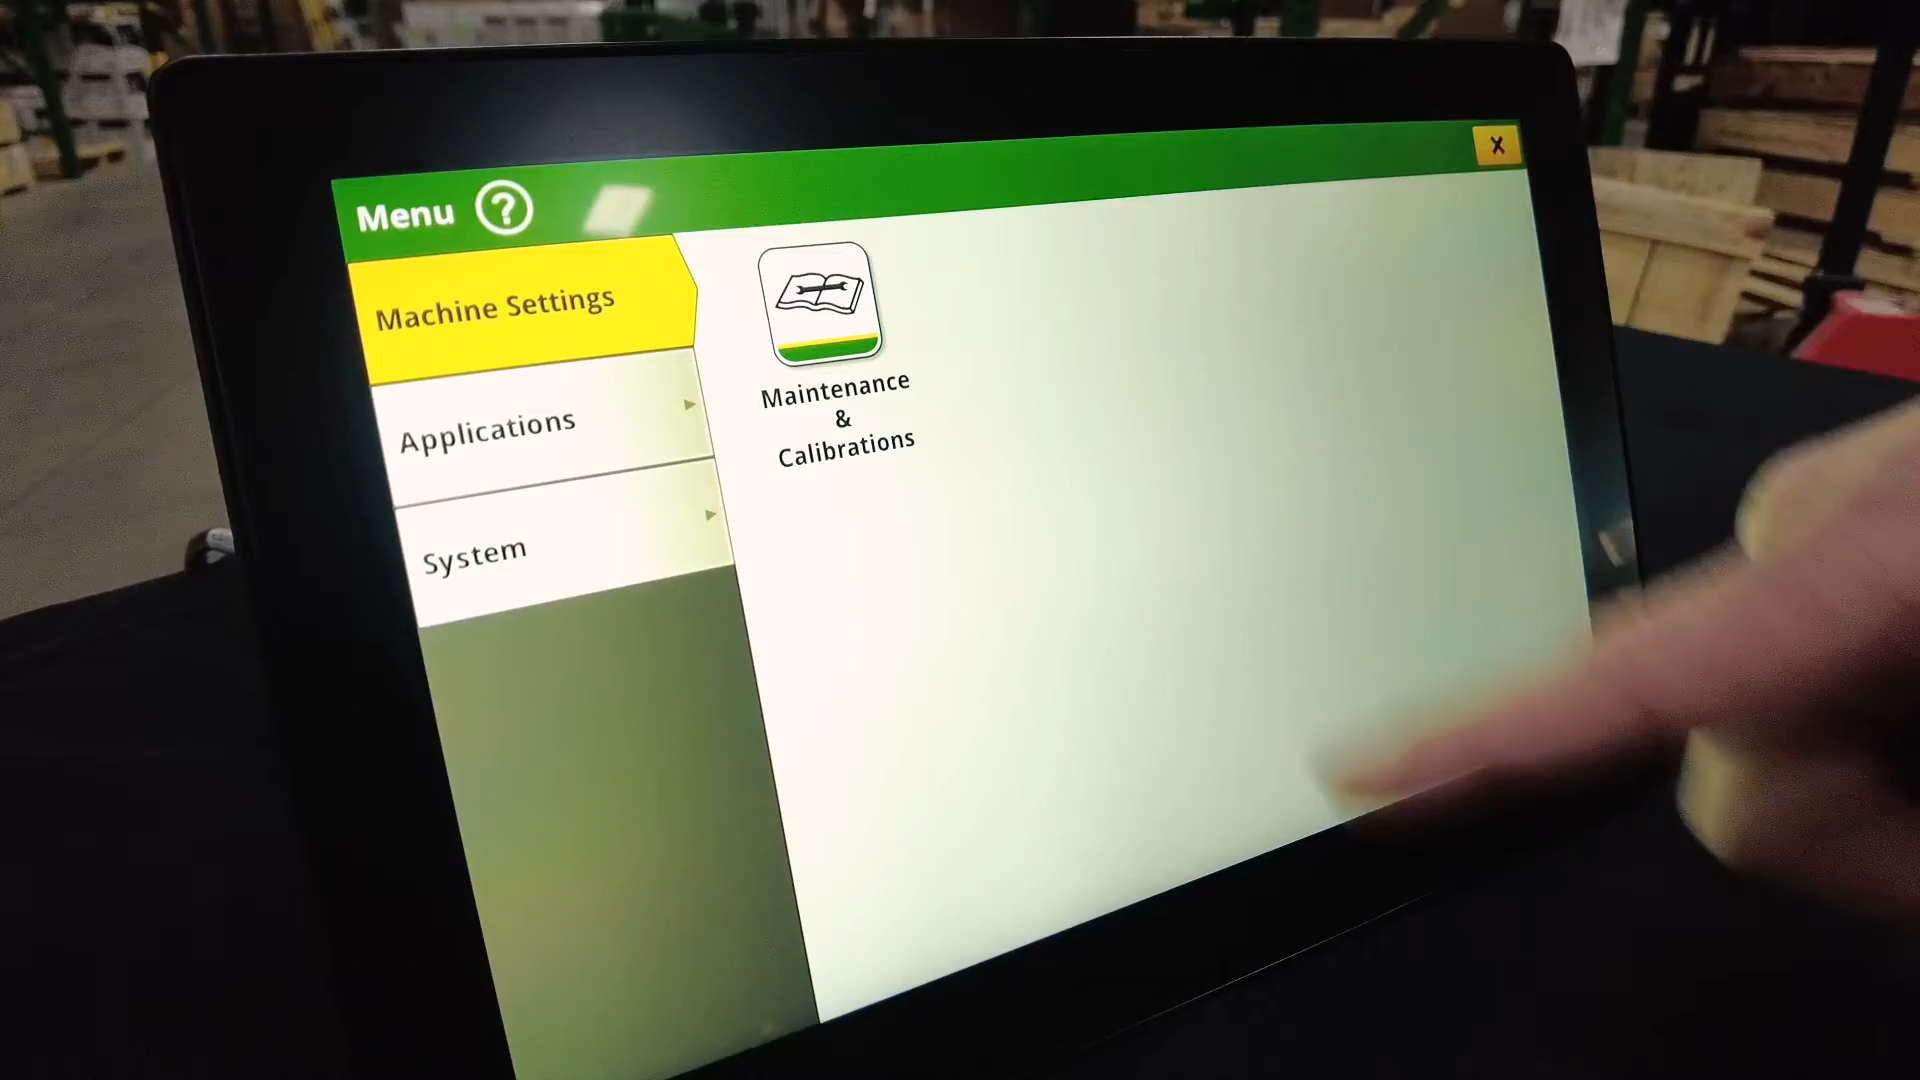 Menu ?
X
Machine Settings
Applications
System
Maintenance
&
Calibrations